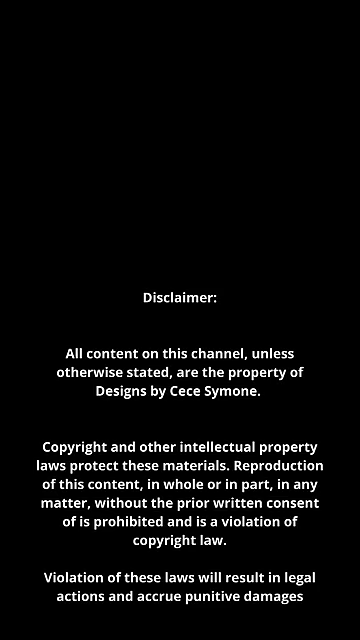 Disclaimer:
All content on this channel, unless
otherwise stated, are the property of
Designs by Cece Symone.
Copyright and other intellectual property
laws protect these materials. Reproduction
of this content, in whole or in part, in any
matter, without the prior written consent
of is prohibited and is a violation of
copyright law.
Violation of these laws will result in legal
actions and accrue punitive damages